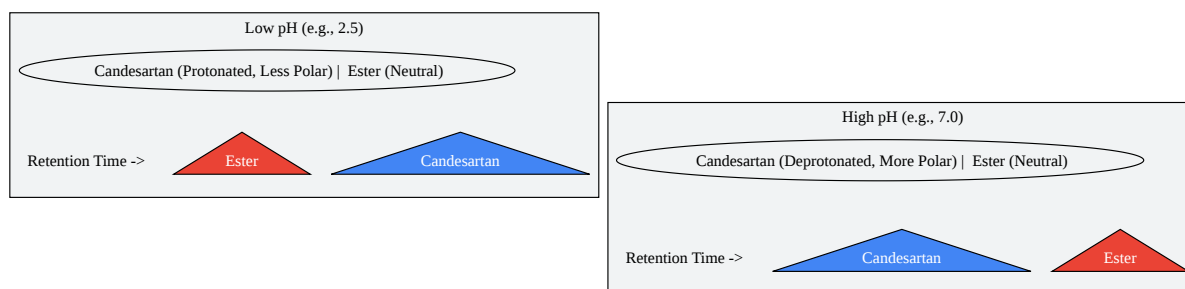 Low pH (e.g., 2.5)
Candesartan (Protonated, Less Polar) |  Ester (Neutral)
Retention Time ->
Ester
Candesartan
High pH (e.g., 7.0)
Candesartan (Deprotonated, More Polar) |  Ester (Neutral)
Retention Time ->
Candesartan
Ester